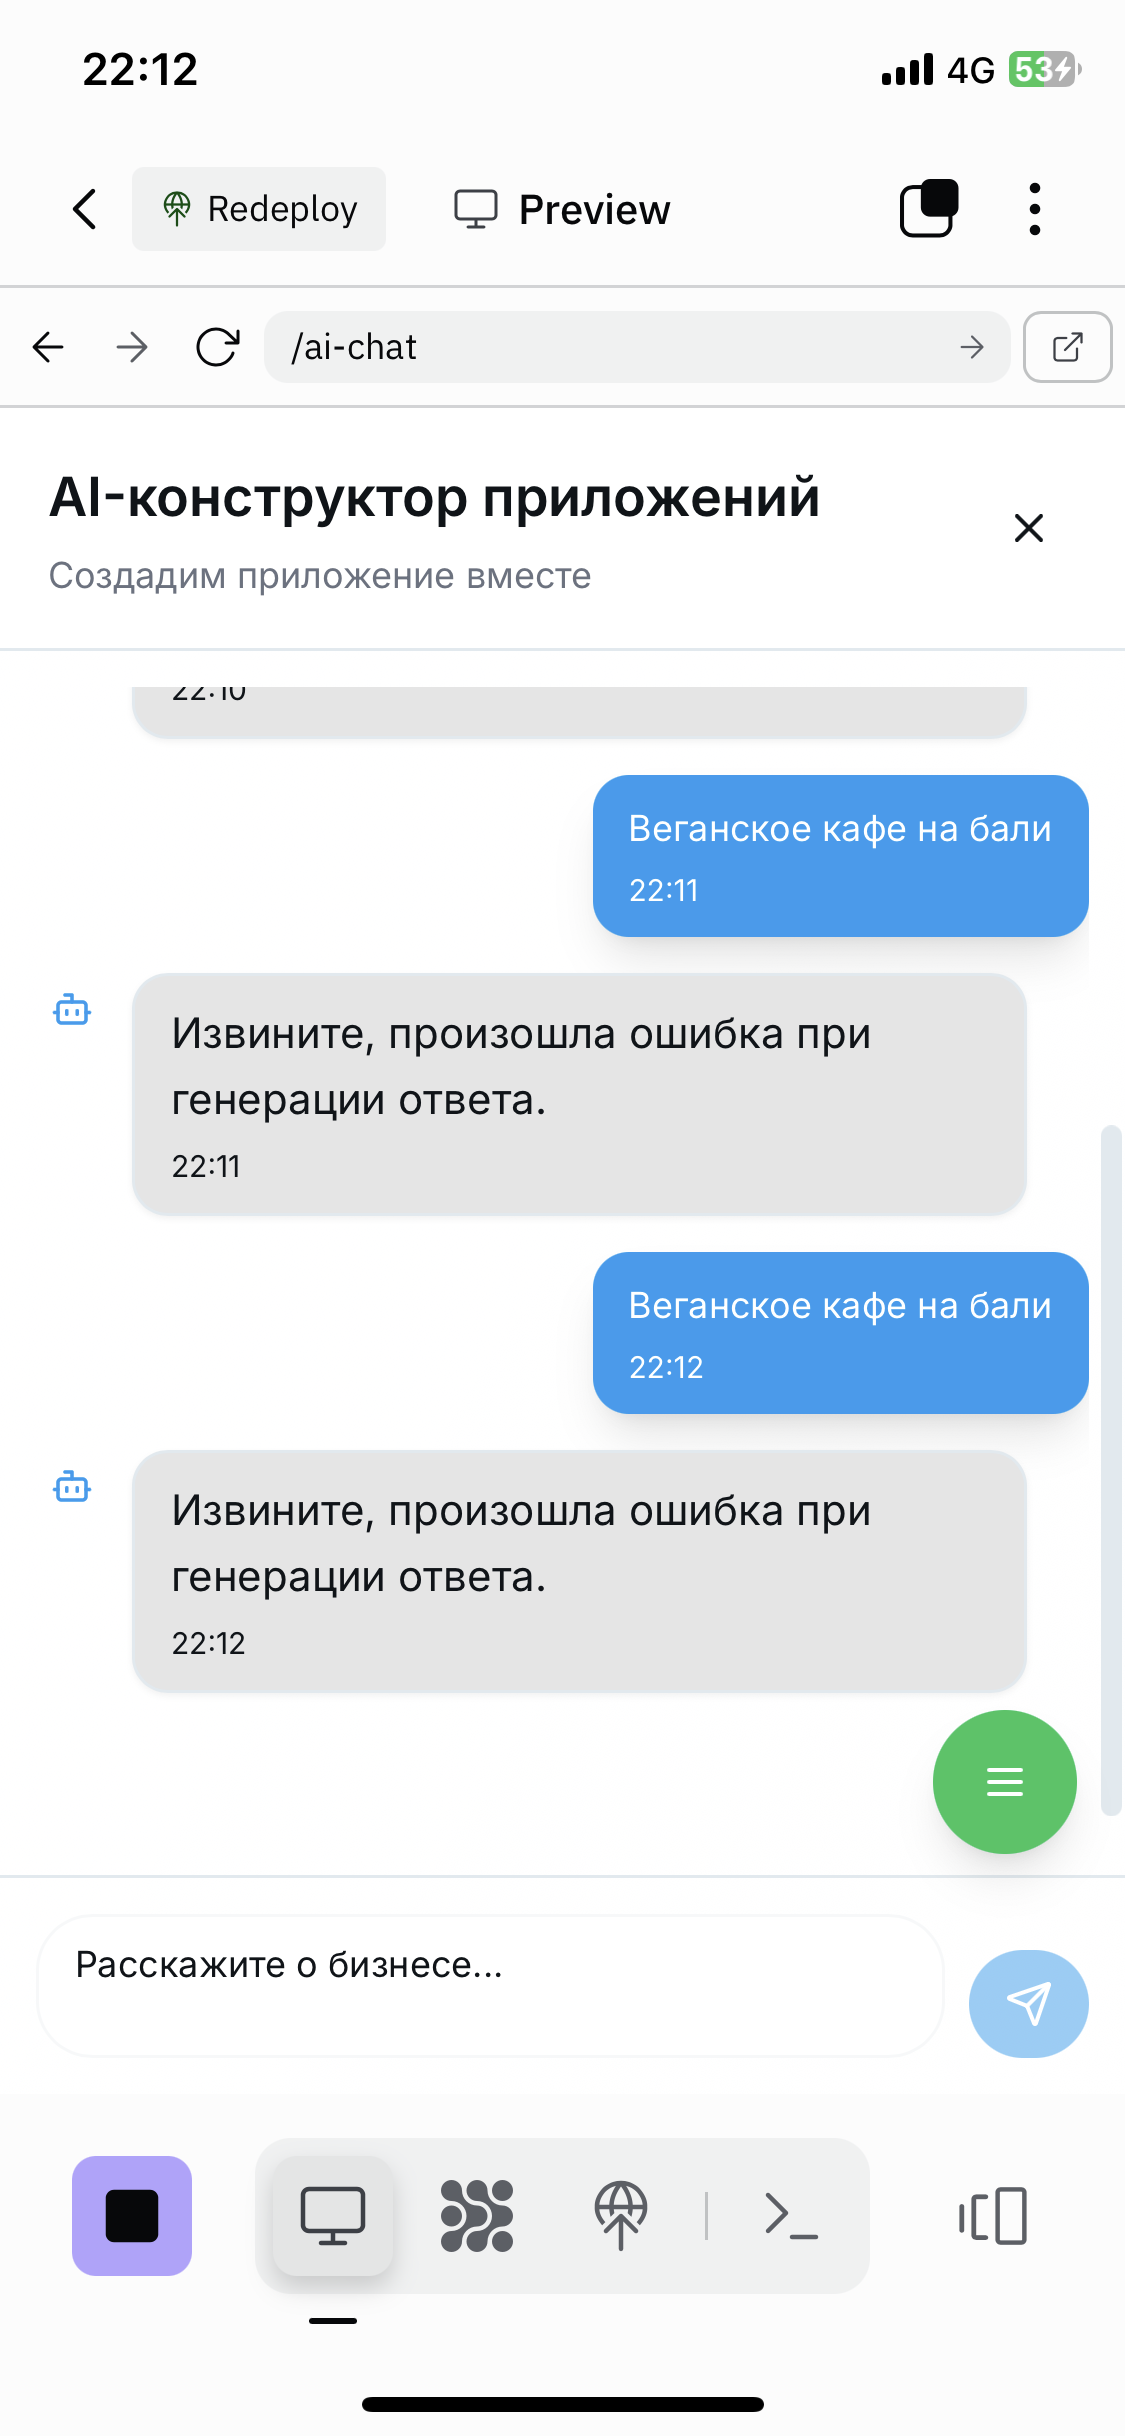 22:12
4G 53
Redeploy
Preview
/ai-chat
AI-конструктор приложений
Создадим приложение вместе
22:10
Веганское кафе на бали
22:11
Извините, произошла ошибка при
генерации ответа.
22:11
Веганское кафе на бали
22:12
Извините, произошла ошибка при
генерации ответа.
22:12
Расскажите о бизнесе...